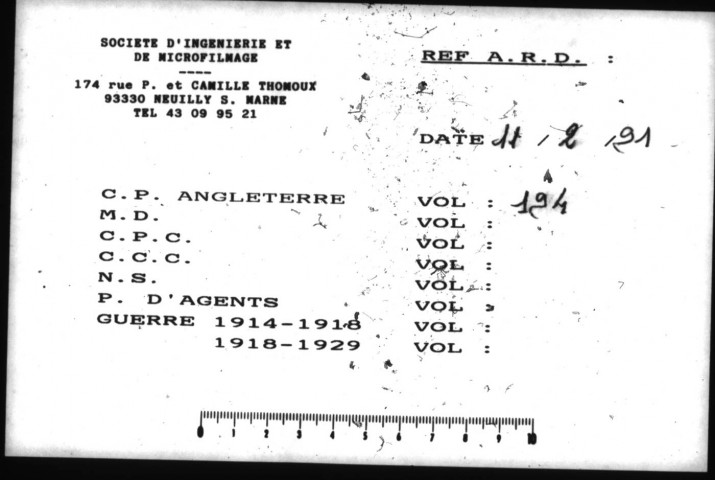 SOCIETE D'INGENIERIE ET
DE MICROFILMAGE
----
174 rue P. et CAMILLE THOMOUX
93330 NEUILLY S. MARNE
TEL 43 09 95 21
REF A.R.D. :
DATE 11 / 2 / 91
C.P. ANGLETERRE VOL : 194
M.D. VOL :
C.P.C. VOL :
C.C.C. VOL :
N.S. VOL :
P. D'AGENTS VOL :
GUERRE 1914-1918 VOL :
1918-1929 VOL :
0 1 2 3 4 5 6 7 8 9 10